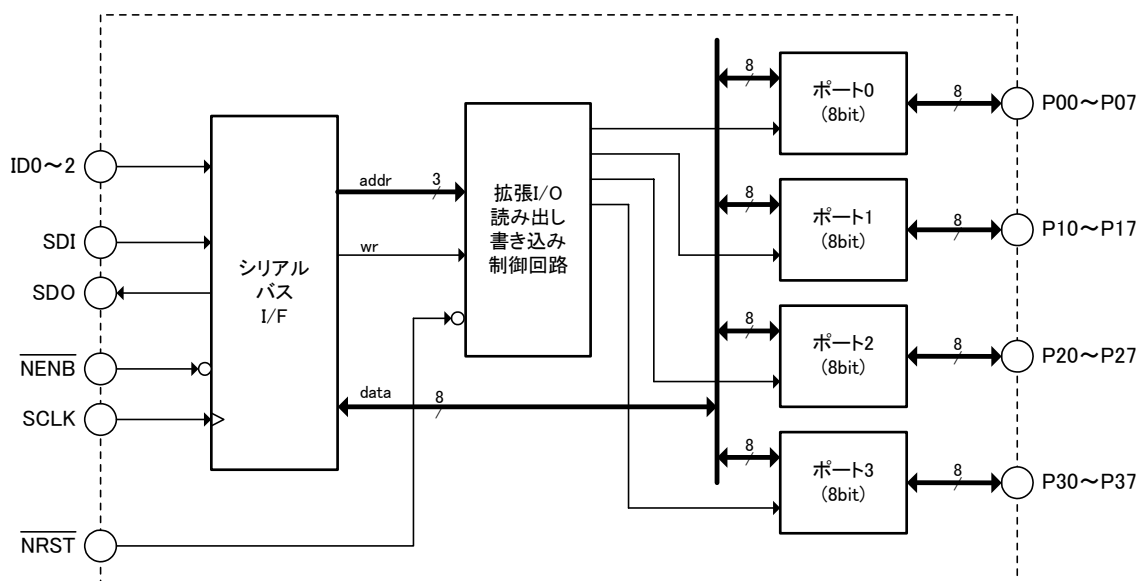 ID0～2
SDI
SDO
NENB
SCLK
NRST
シリアル
バス
I/F
addr
3
wr
data
8
拡張I/O
読み出し
書き込み
制御回路
8
ポート0
(8bit)
8
P00～P07
8
ポート1
(8bit)
8
P10～P17
8
ポート2
(8bit)
8
P20～P27
8
ポート3
(8bit)
8
P30～P37